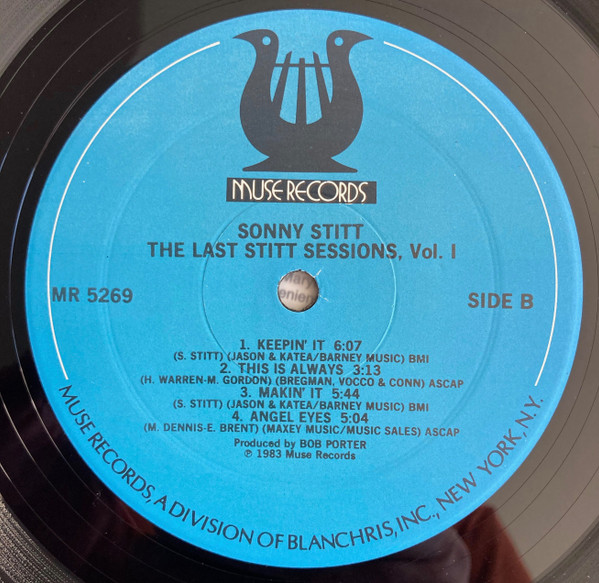 MUSE RECORDS
SONNY STITT
THE LAST STITT SESSIONS, Vol. I
MR 5269
SIDE B
1. KEEPIN' IT 6:07
(S. STITT) (JASON & KATEA/BARNEY MUSIC) BMI
2. THIS IS ALWAYS 3:13
(H. WARREN-M. GORDON) (BREGMAN, VOCCO & CONN) ASCAP
3. MAKIN' IT 5:44
(S. STITT) (JASON & KATEA/BARNEY MUSIC) BMI
4. ANGEL EYES 5:04
(M. DENNIS-E. BRENT) (MAXEY MUSIC/MUSIC SALES) ASCAP
Produced by BOB PORTER
℗ 1983 Muse Records
MUSE RECORDS, A DIVISION OF BLANCHRIS, INC., NEW YORK, N.Y.